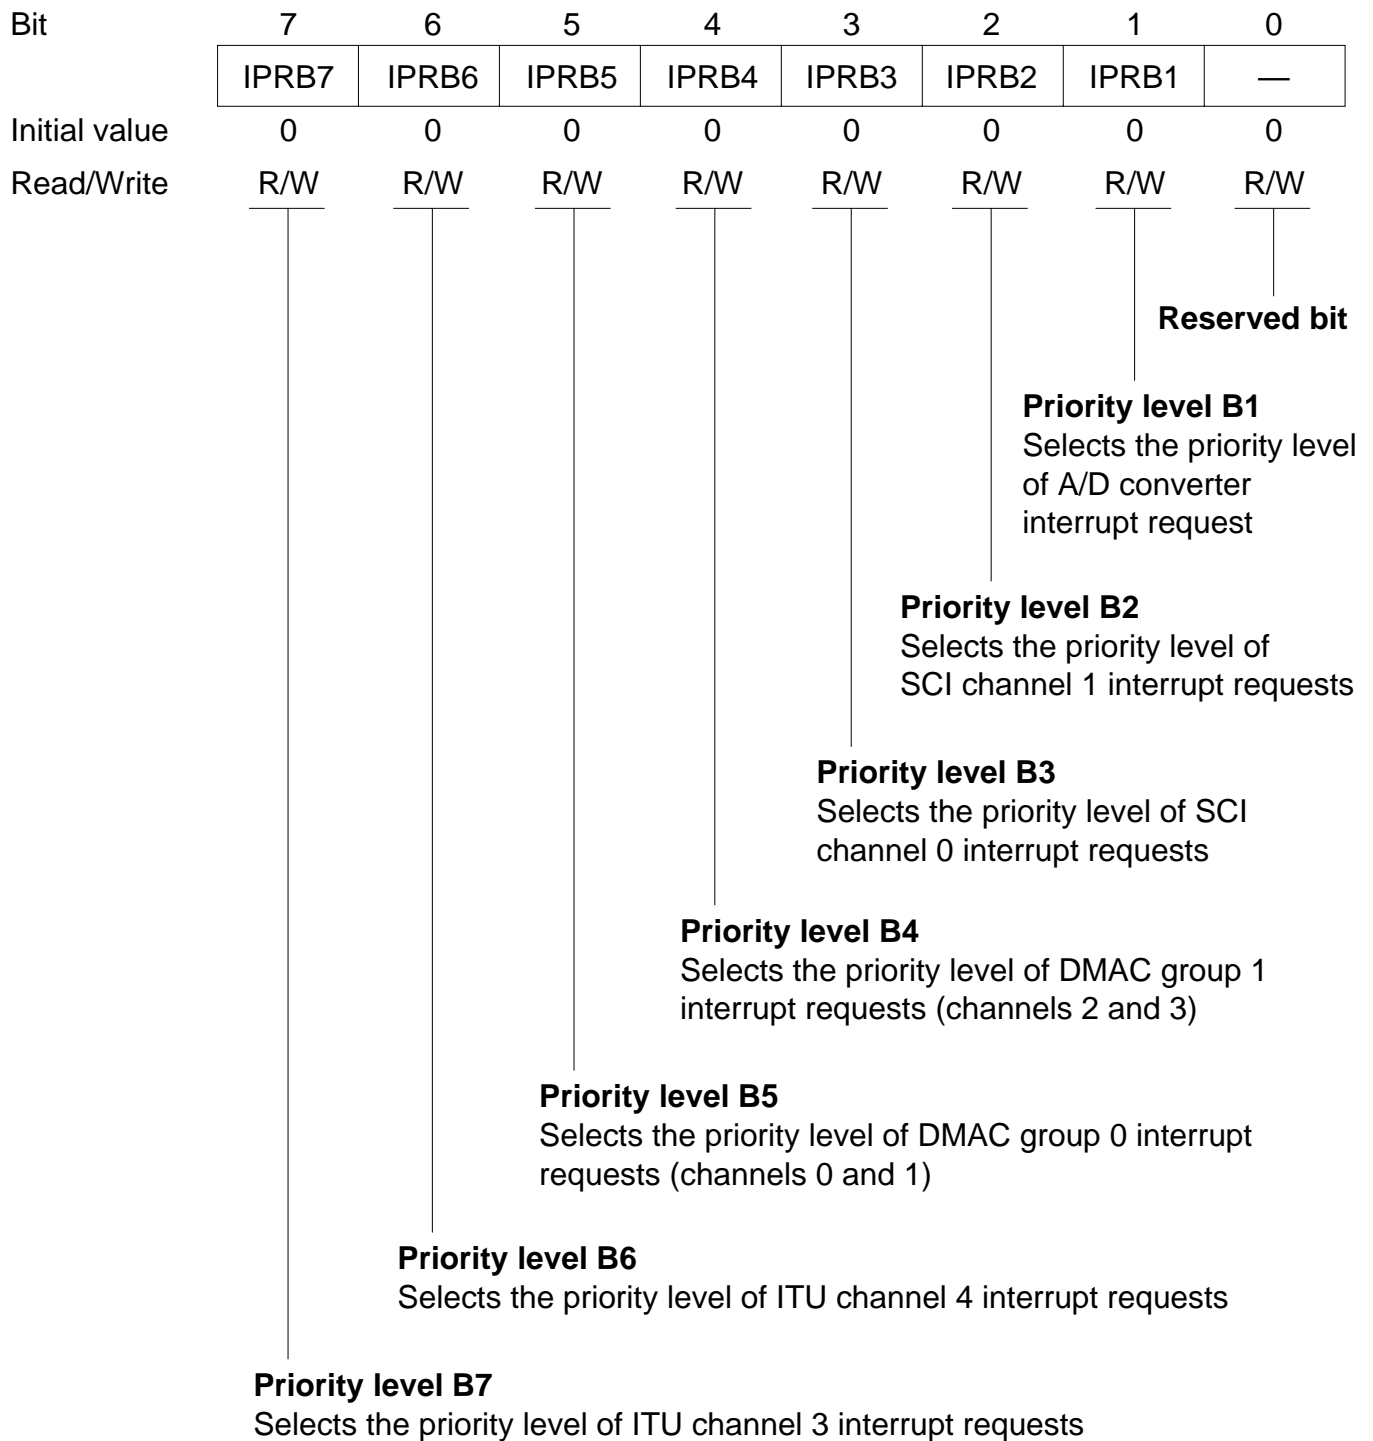 Bit 7 6 5 4 3 2 1 0
IPRB7 IPRB6 IPRB5 IPRB4 IPRB3 IPRB2 IPRB1 —
Initial value 0 0 0 0 0 0 0 0
Read/Write R/W R/W R/W R/W R/W R/W R/W R/W
Reserved bit
Priority level B1
Selects the priority level
of A/D converter
interrupt request
Priority level B2
Selects the priority level of
SCI channel 1 interrupt requests
Priority level B3
Selects the priority level of SCI
channel 0 interrupt requests
Priority level B4
Selects the priority level of DMAC group 1
interrupt requests (channels 2 and 3)
Priority level B5
Selects the priority level of DMAC group 0 interrupt
requests (channels 0 and 1)
Priority level B6
Selects the priority level of ITU channel 4 interrupt requests
Priority level B7
Selects the priority level of ITU channel 3 interrupt requests